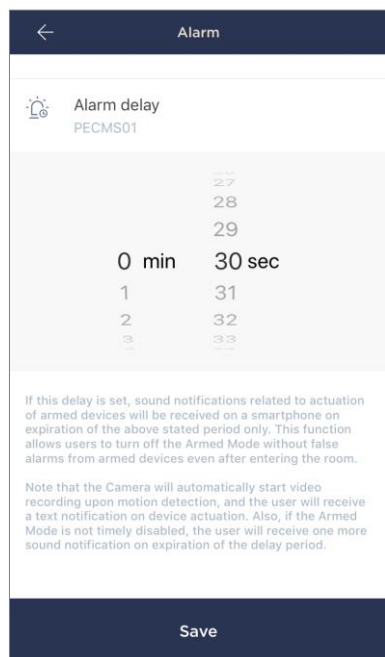 Alarm
Alarm delay
PECMS01
27
28
29
0 min 30 sec
1 31
2 32
3 33
If this delay is set, sound notifications related to actuation
of armed devices will be received on a smartphone on
expiration of the above stated period only. This function
allows users to turn off the Armed Mode without false
alarms from armed devices even after entering the room.
Note that the Camera will automatically start video
recording upon motion detection, and the user will receive
a text notification on device actuation. Also, if the Armed
Mode is not timely disabled, the user will receive one more
sound notification on expiration of the delay period.
Save